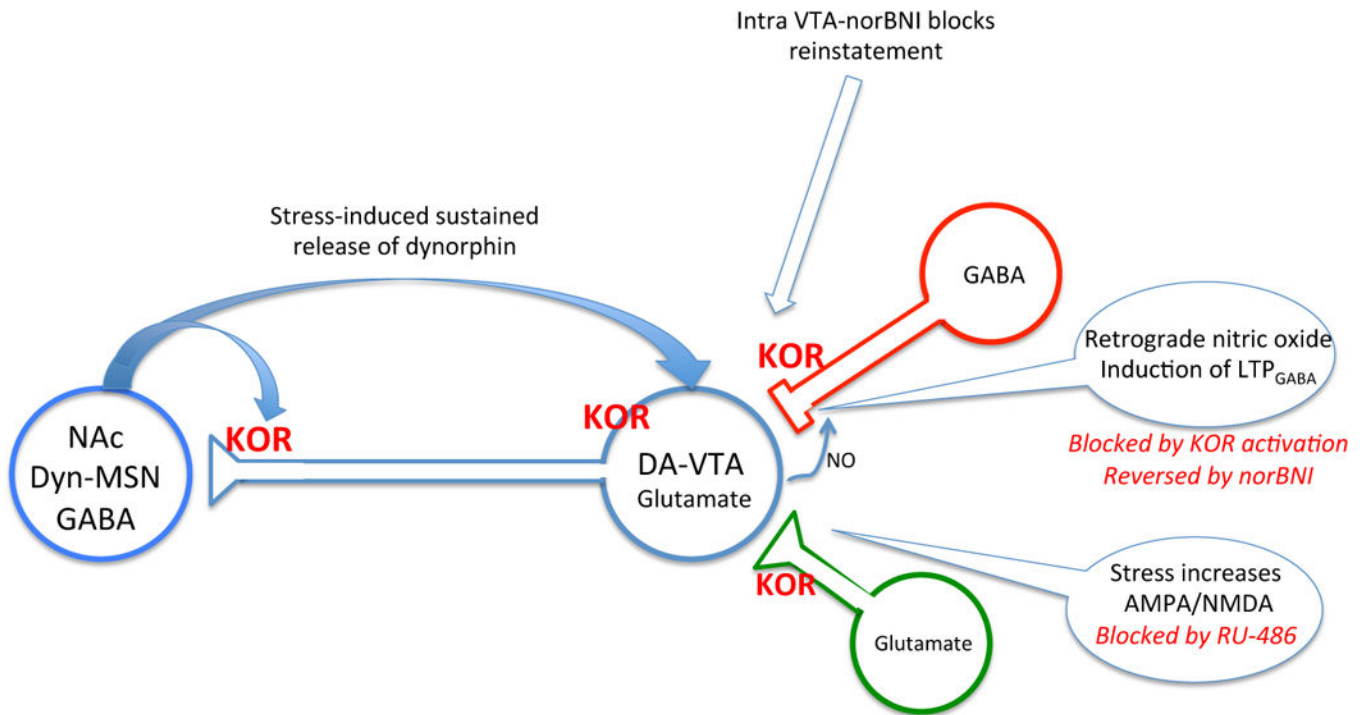 Intra VTA-norBNI blocks
reinstatement
Stress-induced sustained
release of dynorphin
GABA
KOR
Retrograde nitric oxide
Induction of LTP_GABA
Blocked by KOR activation
Reversed by norBNI
KOR
KOR
NAc
Dyn-MSN
GABA
DA-VTA
Glutamate
NO
KOR
Glutamate
Stress increases
AMPA/NMDA
Blocked by RU-486